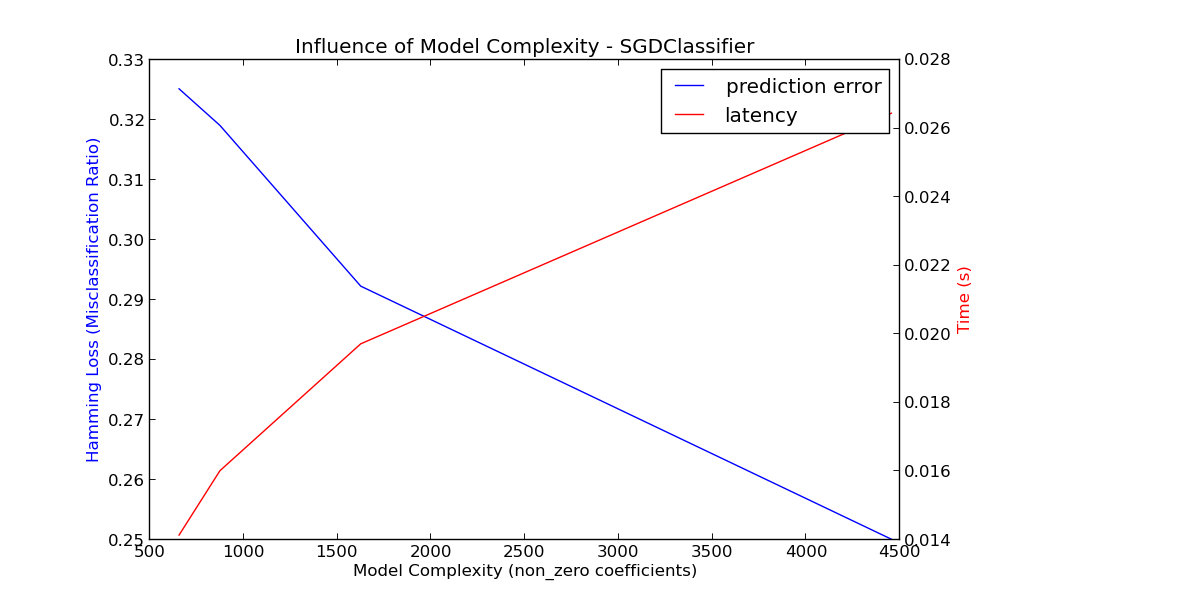 Influence of Model Complexity - SGDClassifier
prediction error
latency
0.33
0.32
0.31
0.30
0.29
0.28
0.27
0.26
0.25
Hamming Loss (Misclassification Ratio)
0.028
0.026
0.024
0.022
0.020
0.018
0.016
0.014
Time (s)
500 1000 1500 2000 2500 3000 3500 4000 4500
Model Complexity (non_zero coefficients)